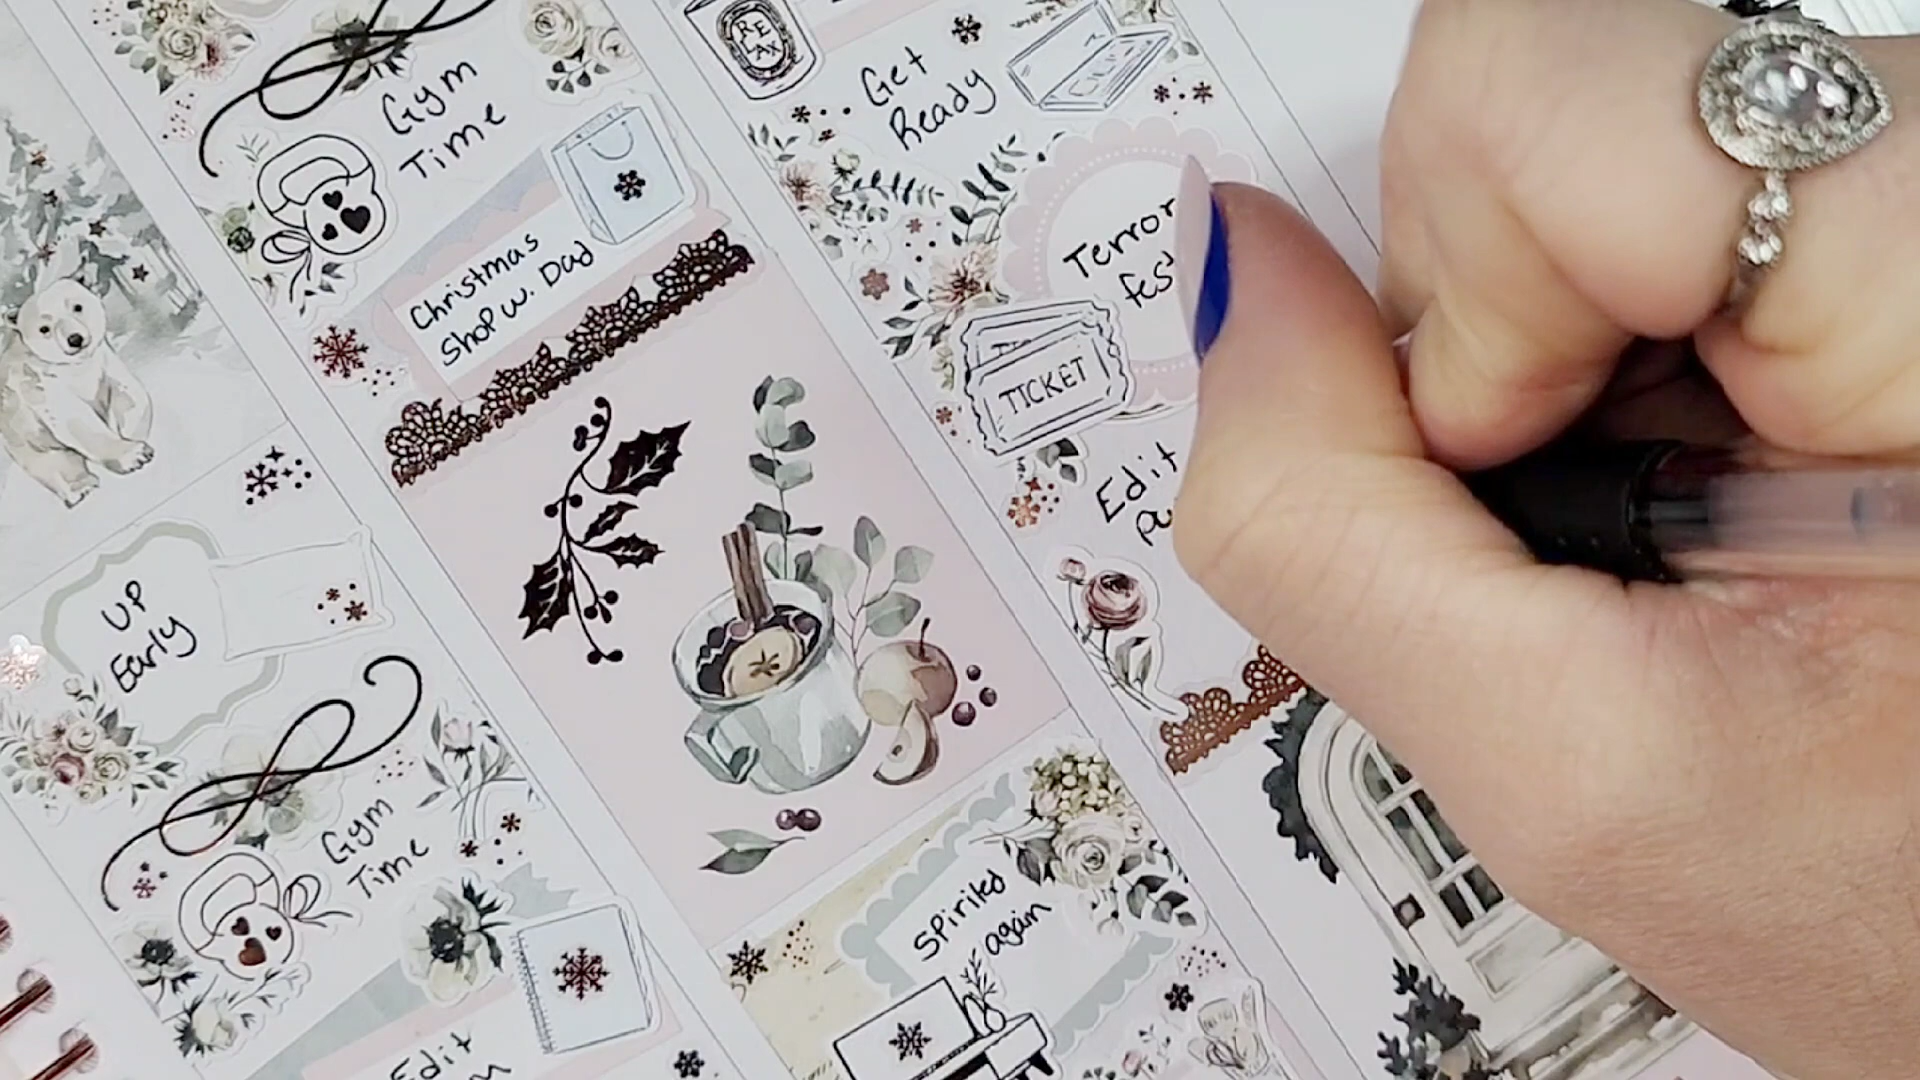 Gym
Time
Christmas
Shop w. Dad
UP
Early
Gym
Time
Edit
RELAX
Get
Ready
Terror
TICKET
Edit
Spirited
again